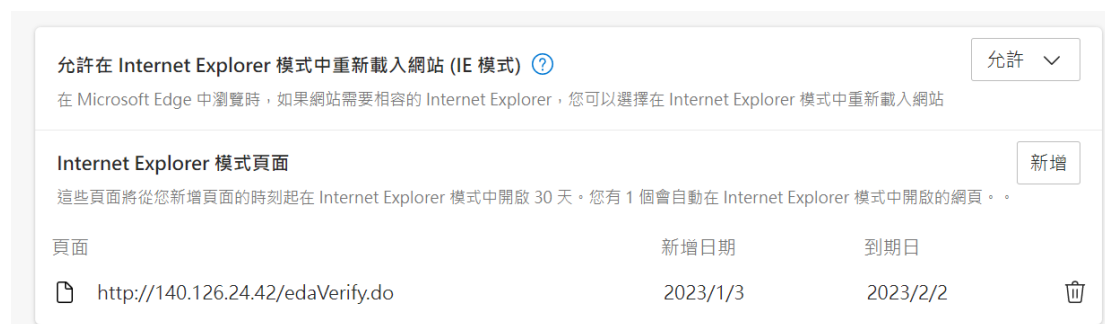 允許在 Internet Explorer 模式中重新載入網站 (IE 模式) ?
允許
在 Microsoft Edge 中瀏覽時，如果網站需要相容的 Internet Explorer，您可以選擇在 Internet Explorer 模式中重新載入網站
Internet Explorer 模式頁面
新增
這些頁面將從您新增頁面的時刻起在 Internet Explorer 模式中開啟 30 天。您有 1 個會自動在 Internet Explorer 模式中開啟的網頁。。
頁面 新增日期 到期日
http://140.126.24.42/edaVerify.do 2023/1/3 2023/2/2